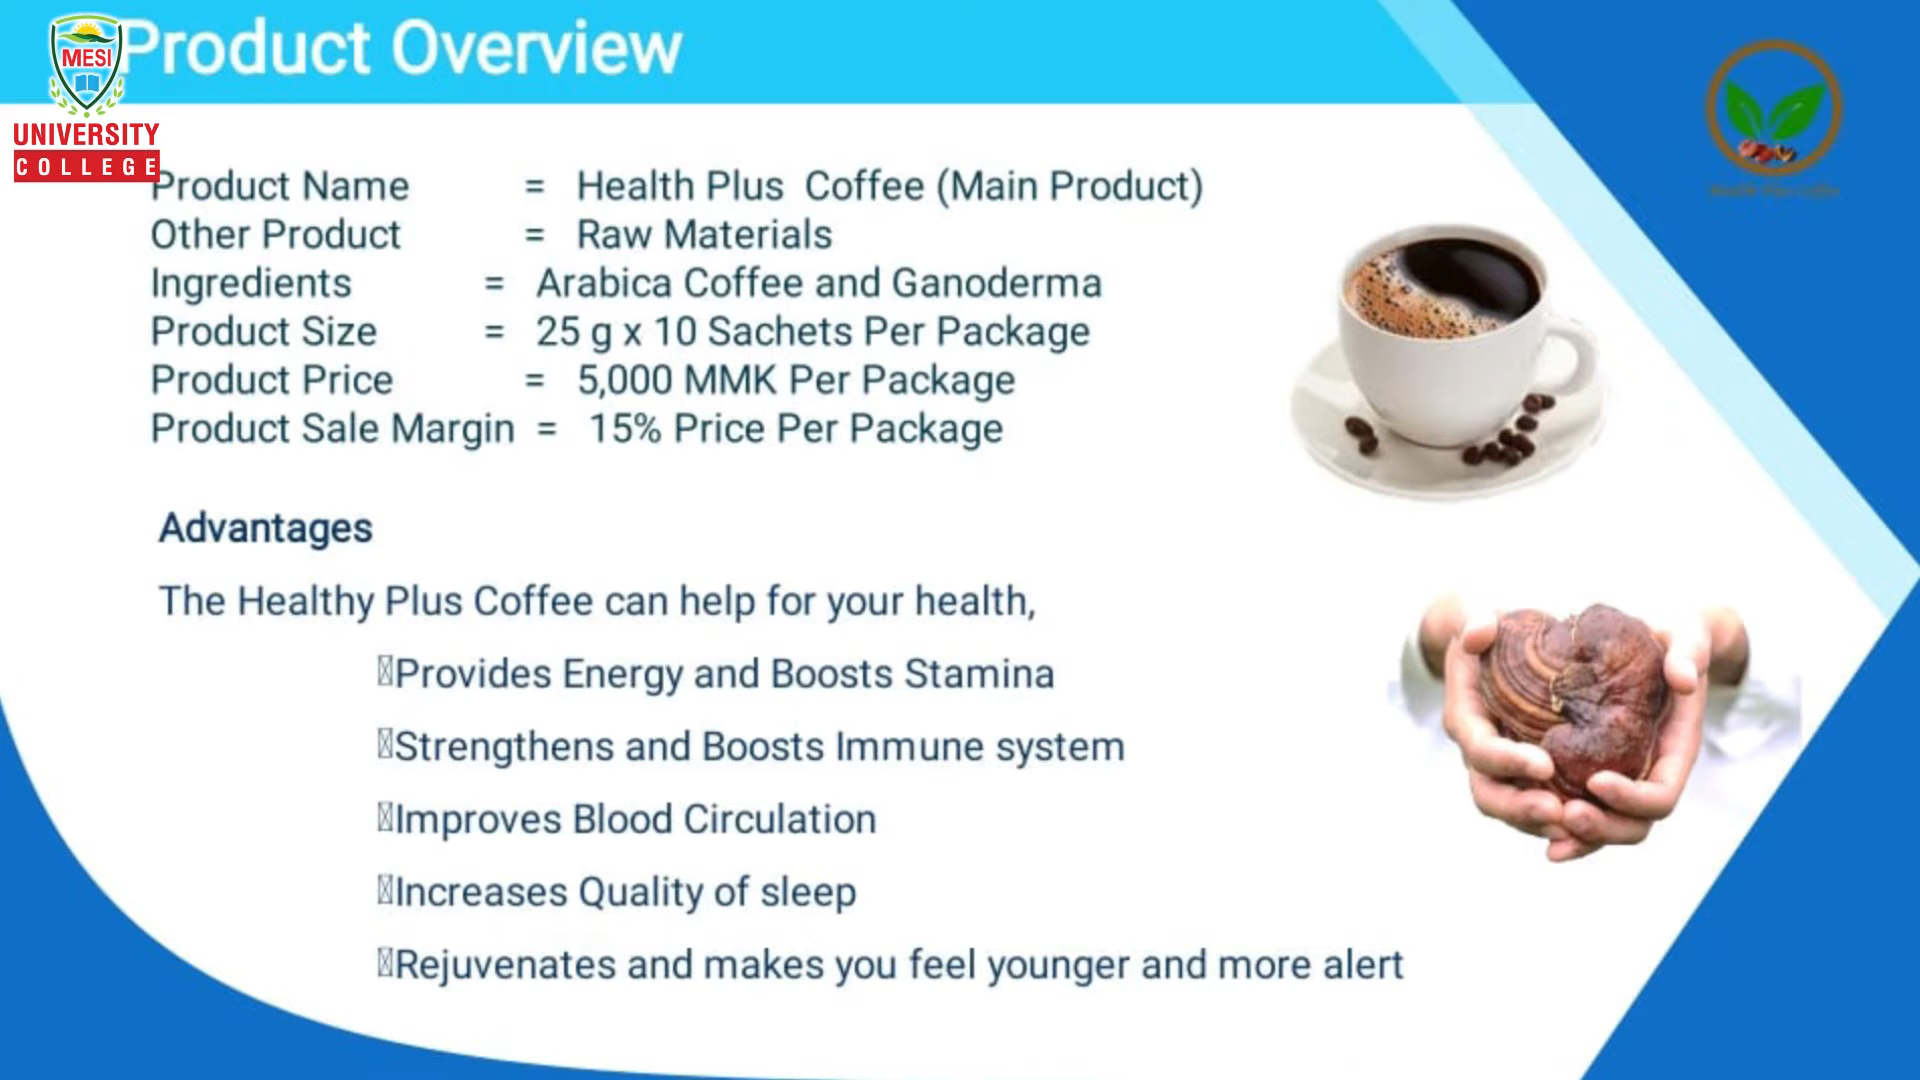 Product Overview
MESI
UNIVERSITY
COLLEGE
Product Name = Health Plus Coffee (Main Product)
Other Product = Raw Materials
Ingredients = Arabica Coffee and Ganoderma
Product Size = 25 g x 10 Sachets Per Package
Product Price = 5,000 MMK Per Package
Product Sale Margin = 15% Price Per Package
Advantages
The Healthy Plus Coffee can help for your health,
Provides Energy and Boosts Stamina
Strengthens and Boosts Immune system
Improves Blood Circulation
Increases Quality of sleep
Rejuvenates and makes you feel younger and more alert